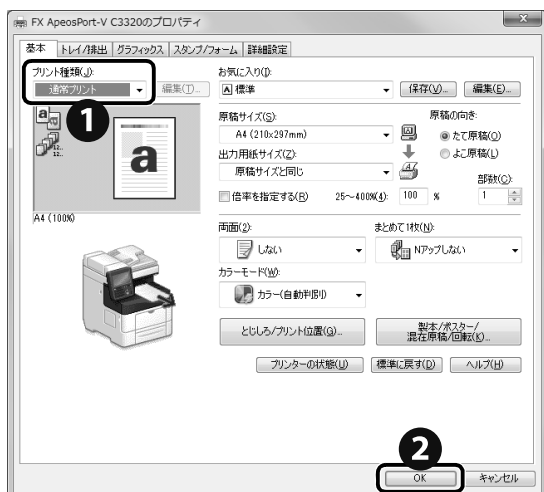 FX ApeosPort-V C3320のプロパティ
基本 トレイ/排出 グラフィックス スタンプ/フォーム 詳細設定
プリント種類(J):
通常プリント 編集(T)...
1
お気に入り(I):
標準 保存(V)... 編集(E)...
原稿サイズ(S):
A4 (210x297mm)
原稿の向き:
たて原稿(O)
よこ原稿(L)
出力用紙サイズ(Z):
原稿サイズと同じ
部数(C):
倍率を指定する(R) 25～400%(4): 100 % 1
a
a
12..
12..
A4 (100%)
両面(2):
しない
まとめて1枚(N):
Nアップしない
カラーモード(W):
カラー(自動判別)
とじしろ/プリント位置(G)...
製本/ポスター/
混在原稿/回転(K)...
プリンターの状態(U) 標準に戻す(D) ヘルプ(H)
2
OK キャンセル